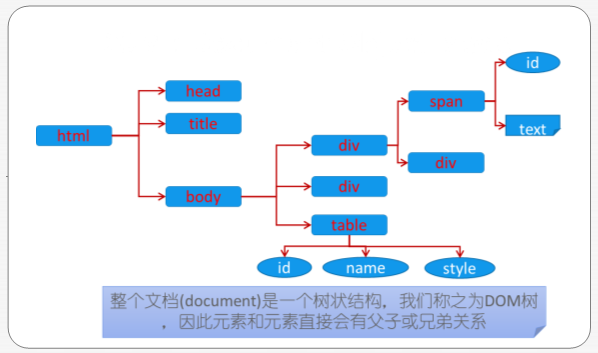 id
head
span
title
html
text
div
div
body
div
table
id
name
style
整个文档(document)是一个树状结构，我们称之为DOM树
，因此元素和元素直接会有父子或兄弟关系